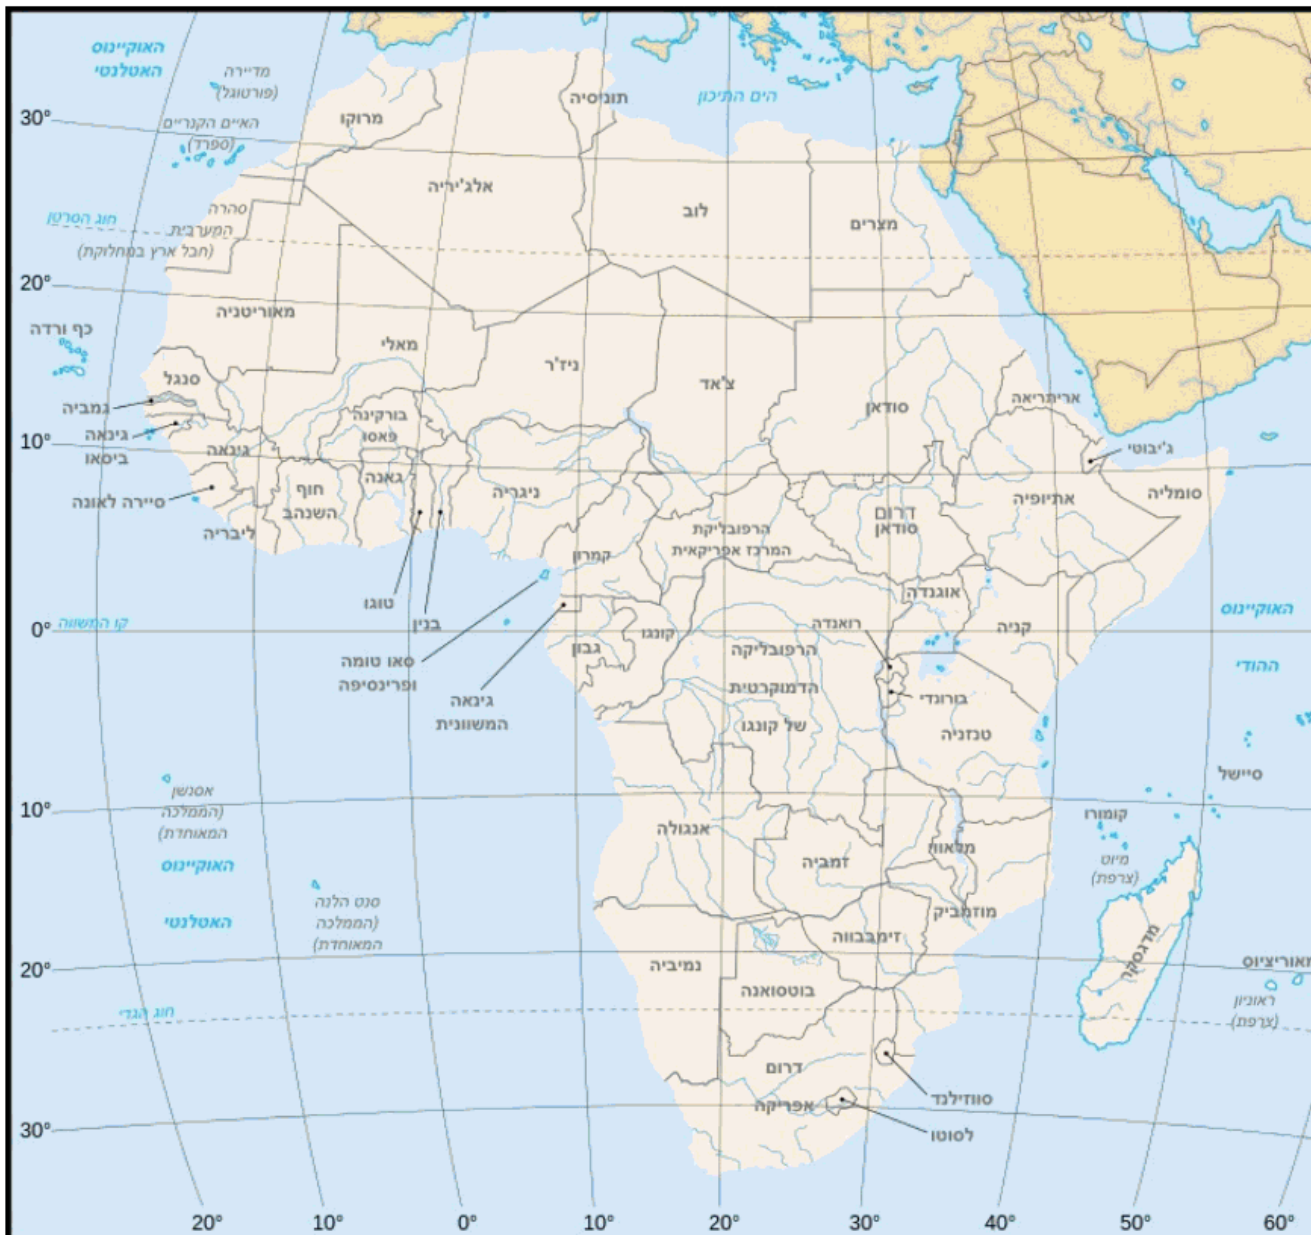 האוקיינוס
האטלנטי
מדיירה
(פורטוגל)
האיים הקנריים
(ספרד)
הים התיכון
תוניסיה
מרוקו
30°
אלג'יריה
לוב
מצרים
סהרה
המערבית
(חבל ארץ במחלוקת)
חוג הסרטן
20°
מאוריטניה
כף ורדה
מאלי
ניז'ר
צ'אד
סודאן
אריתריאה
סנגל
גמביה
בורקינה
פאסו
ג'יבוטי
10°
גינאה
ביסאו
גינאה
גאנה
חוף
השנהב
ניגריה
אתיופיה
סומליה
סיירה לאונה
ליבריה
דרום
סודאן
הרפובליקת
המרכז אפריקאית
קמרון
טוגו
בנין
אוגנדה
קניה
האוקיינוס
ההודי
קו המשווה
0°
רואנדה
קונגו
גבון
הרפובליקה
הדמוקרטית
של קונגו
סאו טומה
ופרינסיפה
גינאה
המשוונית
בורונדי
טנזניה
סיישל
אסנשן
(הממלכה
המאוחדת)
10°
קומורו
מיוט
(צרפת)
אנגולה
זמביה
מלאווי
האוקיינוס
האטלנטי
סנט הלנה
(הממלכה
המאוחדת)
מוזמביק
זימבבווה
מדגסקר
מאוריציוס
ראוניון
(צרפת)
נמיביה
בוטסואנה
20°
חוג הגדי
דרום
אפריקה
סווזילנד
לסוטו
30°
20° 10° 0° 10° 20° 30° 40° 50° 60°